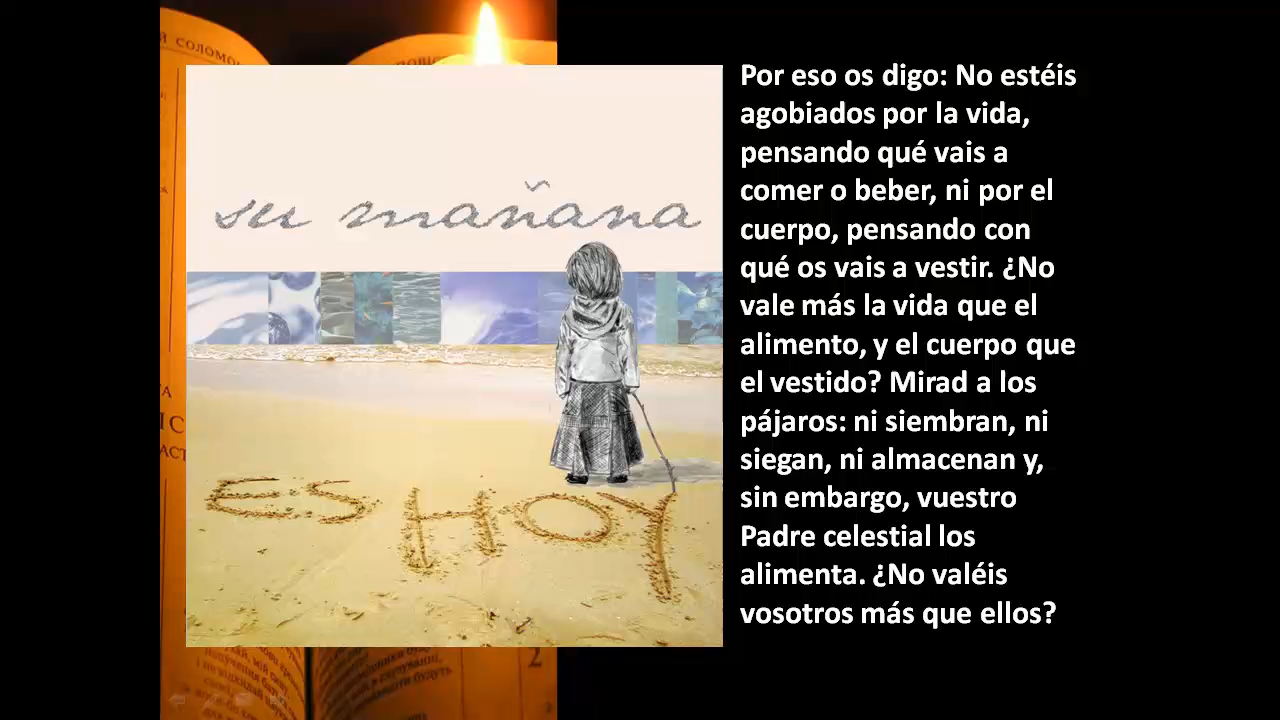 Й СОЛОМО
su mañana
ES HOY
Por eso os digo: No estéis
agobiados por la vida,
pensando qué vais a
comer o beber, ni por el
cuerpo, pensando con
qué os vais a vestir. ¿No
vale más la vida que el
alimento, y el cuerpo que
el vestido? Mirad a los
pájaros: ni siembran, ni
siegan, ni almacenan y,
sin embargo, vuestro
Padre celestial los
alimenta. ¿No valéis
vosotros más que ellos?
2